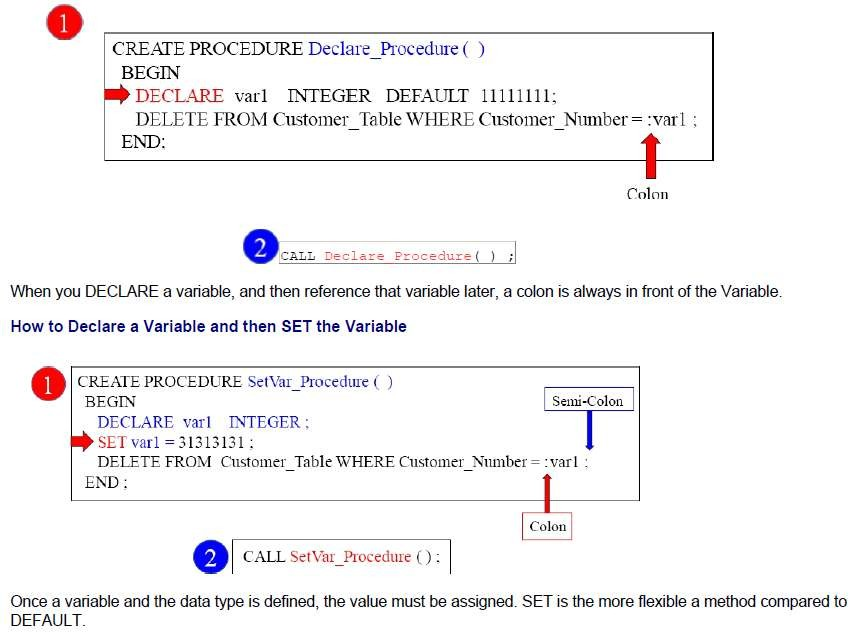 1
CREATE PROCEDURE Declare_Procedure ( )
BEGIN
DECLARE var1 INTEGER DEFAULT 11111111;
DELETE FROM Customer_Table WHERE Customer_Number = :var1 ;
END;
Colon
2
CALL Declare_Procedure( ) ;
When you DECLARE a variable, and then reference that variable later, a colon is always in front of the Variable.
How to Declare a Variable and then SET the Variable
1
CREATE PROCEDURE SetVar_Procedure ( )
BEGIN
Semi-Colon
DECLARE var1 INTEGER ;
SET var1 = 31313131 ;
DELETE FROM Customer_Table WHERE Customer_Number = :var1 ;
END ;
Colon
2
CALL SetVar_Procedure ( ) ;
Once a variable and the data type is defined, the value must be assigned. SET is the more flexible a method compared to
DEFAULT.